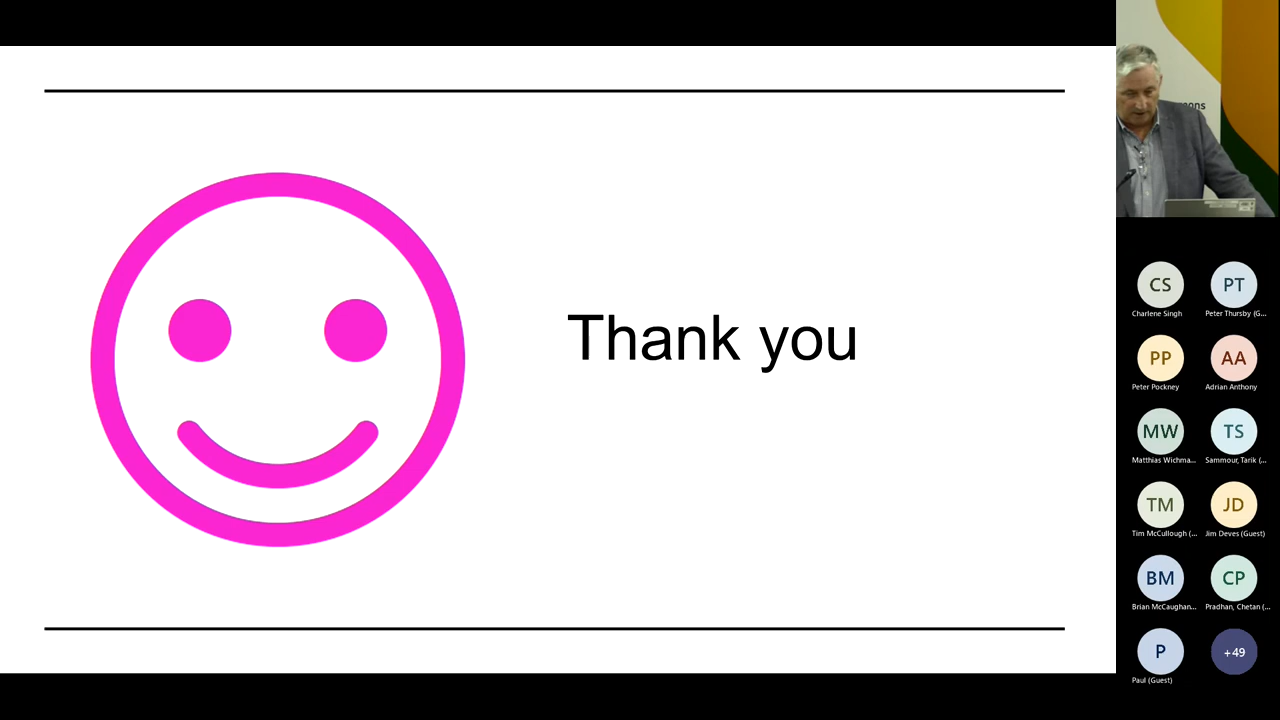 Thank you
ons
CS
PT
Charlene Singh
Peter Thursby (G...
PP
AA
Peter Pockney
Adrian Anthony
MW
TS
Matthias Wichma...
Sammour, Tarik (...
TM
JD
Tim McCullough (...
Jim Deves (Guest)
BM
CP
Brian McCaughan...
Pradhan, Chetan (...
P
+49
Paul (Guest)